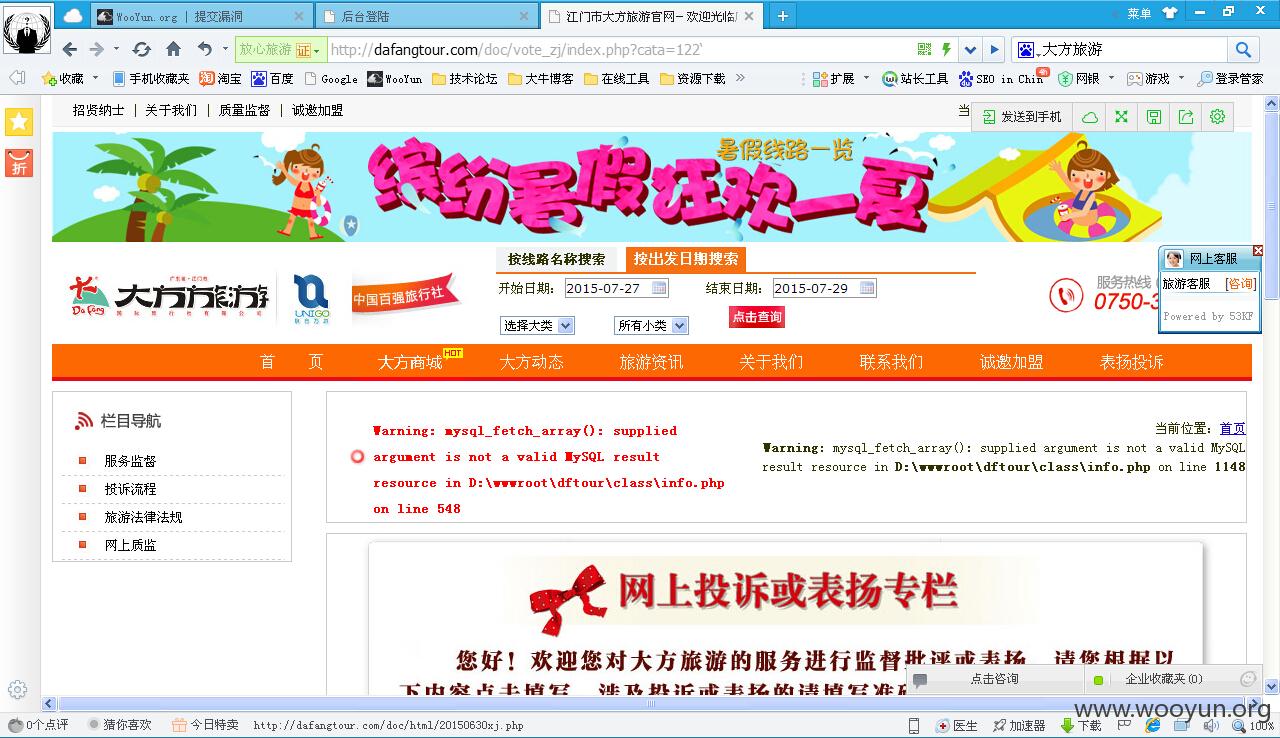 WooYun.org | 提交漏洞
后台登陆
江门市大方旅游官网-- 欢迎光临
菜单
放心旅游 证
http://dafangtour.com/doc/vote_zj/index.php?cata=122`
大方旅游
收藏 手机收藏夹 淘宝 百度 Google WooYun 技术论坛 大牛博客 在线工具 资源下载 » 扩展 站长工具 SEO in Chin 网银 游戏 登录管家
招贤纳士 | 关于我们 | 质量监督 | 诚邀加盟
当
发送到手机
折
暑假线路一览
缤纷暑假狂欢一夏
按线路名称搜索 按出发日期搜索
网上客服
广东省·江门市
大方旅游
Da Fang
国际旅行社有限公司
UNIGO
中国百强旅行社
开始日期: 2015-07-27 结束日期: 2015-07-29
服务热线
0750-3
旅游客服 [咨询]
Powered by 53KF
选择大类 所有小类 点击查询
首 页 大方商城 HOT 大方动态 旅游资讯 关于我们 联系我们 诚邀加盟 表扬投诉
栏目导航
服务监督
投诉流程
旅游法律法规
网上质监
Warning: mysql_fetch_array(): supplied
argument is not a valid MySQL result
resource in D:\wwwroot\dftour\class\info.php
on line 548
当前位置: 首页
Warning: mysql_fetch_array(): supplied argument is not a valid MySQL
result resource in D:\wwwroot\dftour\class\info.php on line 1148
网上投诉或表扬专栏
您好！欢迎您对大方旅游的服务进行监督批评或表扬，请您根据以
下内容点击填写，涉及投诉或表扬的请填写准确
点击咨询
企业收藏夹(0)
www.wooyun.org
0个点评 猜你喜欢 今日特卖 http://dafangtour.com/doc/html/20150630xj.php 医生 加速器 下载 100%